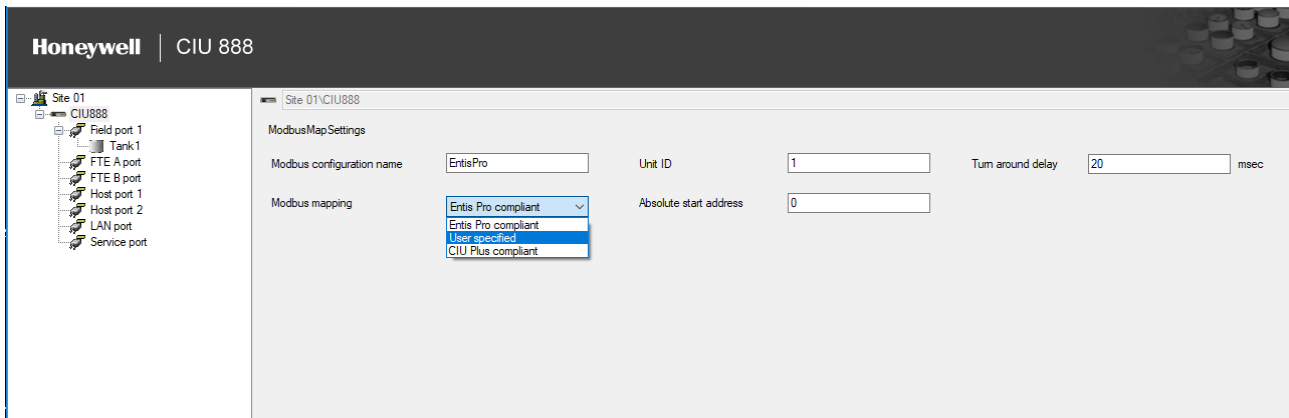 Honeywell | CIU 888
Site 01
CIU888
Field port 1
Tank1
FTE A port
FTE B port
Host port 1
Host port 2
LAN port
Service port
Site 01\CIU888
ModbusMapSettings
Modbus configuration name EntisPro Unit ID 1 Turn around delay 20 msec
Modbus mapping Entis Pro compliant Absolute start address 0
Entis Pro compliant
User specified
CIU Plus compliant